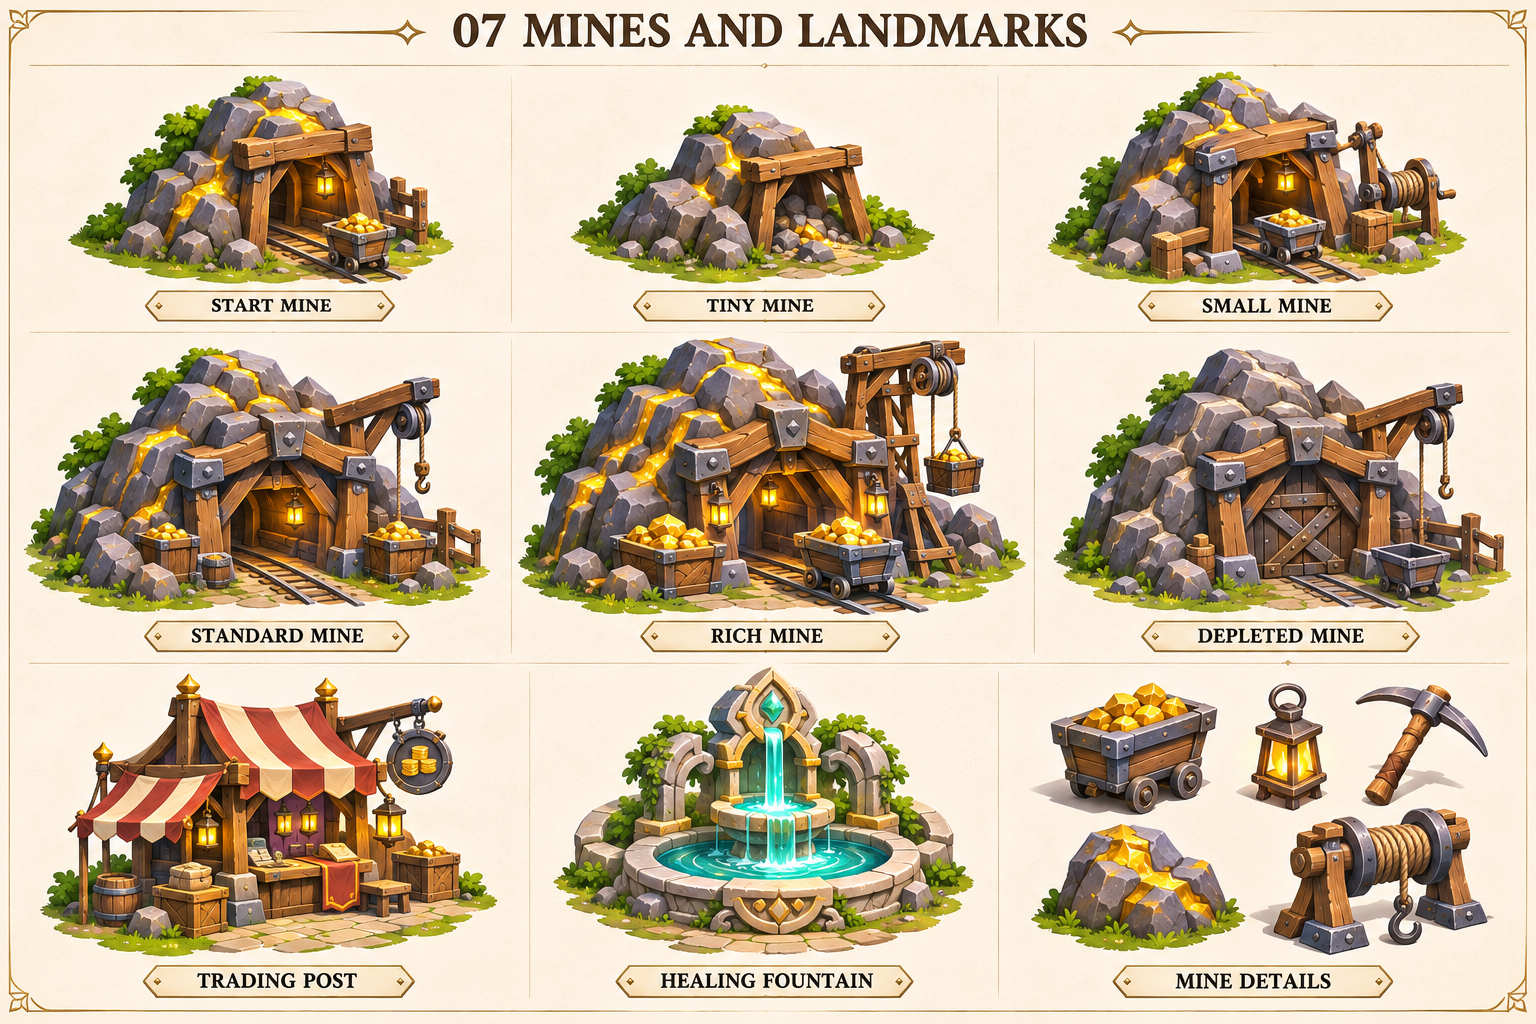 07 MINES AND LANDMARKS
START MINE
TINY MINE
SMALL MINE
STANDARD MINE
RICH MINE
DEPLETED MINE
TRADING POST
HEALING FOUNTAIN
MINE DETAILS